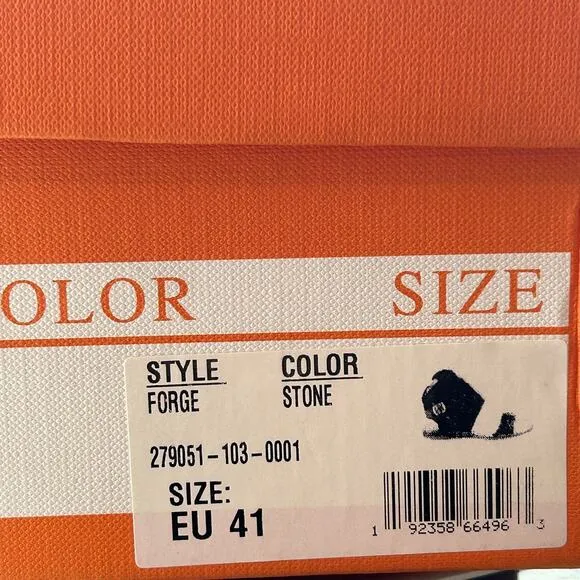 OLOR SIZE
STYLE COLOR
FORGE STONE
279051-103-0001
SIZE:
EU 41
1 92358 66496 3